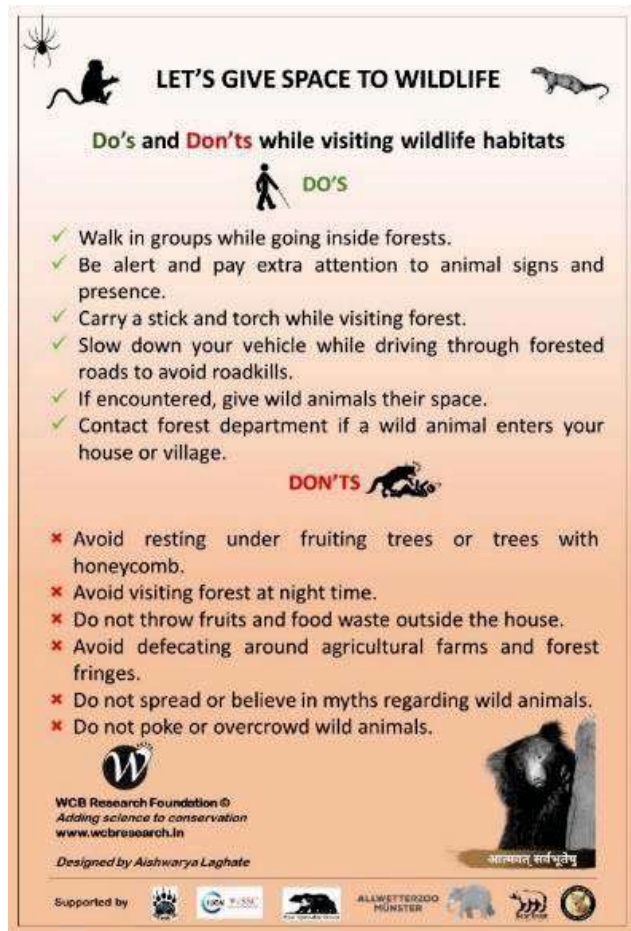 LET'S GIVE SPACE TO WILDLIFE
Do's and Don'ts while visiting wildlife habitats
DO'S
Walk in groups while going inside forests.
Be alert and pay extra attention to animal signs and
presence.
Carry a stick and torch while visiting forest.
Slow down your vehicle while driving through forested
roads to avoid roadkills.
If encountered, give wild animals their space.
Contact forest department if a wild animal enters your
house or village.
DON'TS
Avoid resting under fruiting trees or trees with
honeycomb.
Avoid visiting forest at night time.
Do not throw fruits and food waste outside the house.
Avoid defecating around agricultural farms and forest
fringes.
Do not spread or believe in myths regarding wild animals.
Do not poke or overcrowd wild animals.
W
WCB Research Foundation ©
Adding science to conservation
www.wcbresearch.in
Designed by Aishwarya Laghate
आत्मवत् सर्वभूतेषु
Supported by
ALLWETTERZOO
MÜNSTER